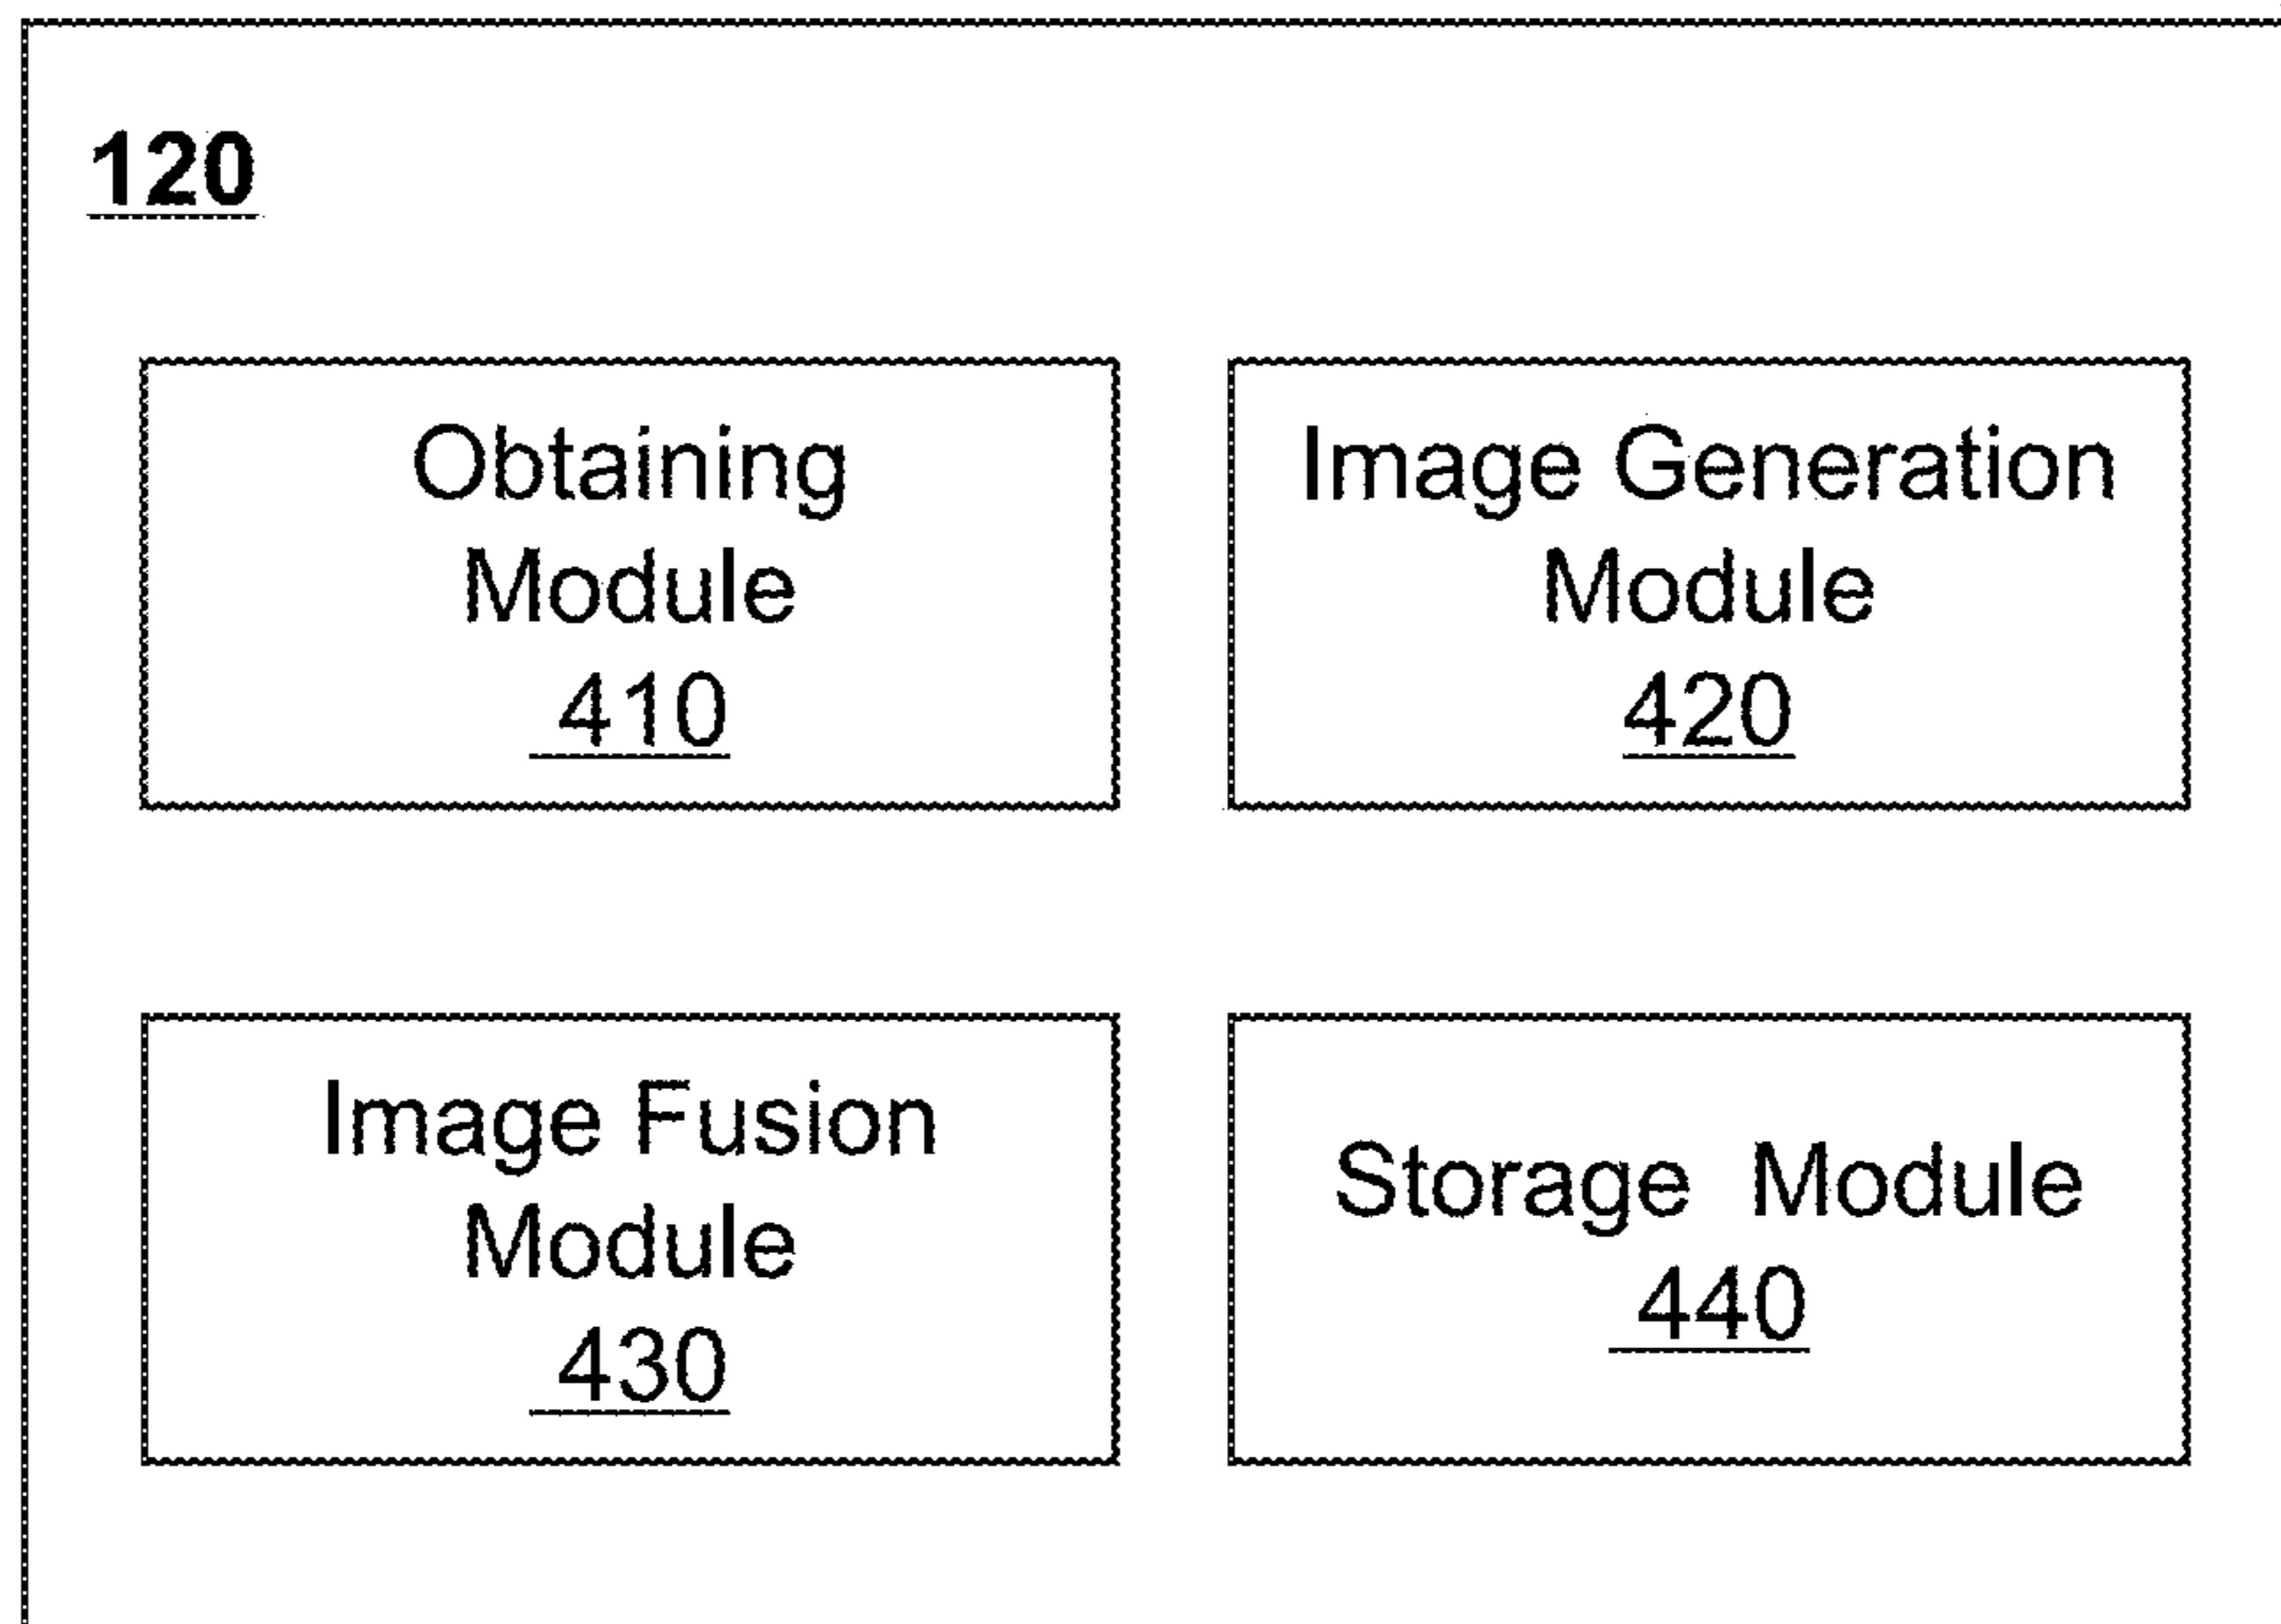 120
Obtaining
Module
410
Image Generation
Module
420
Image Fusion
Module
430
Storage Module
440